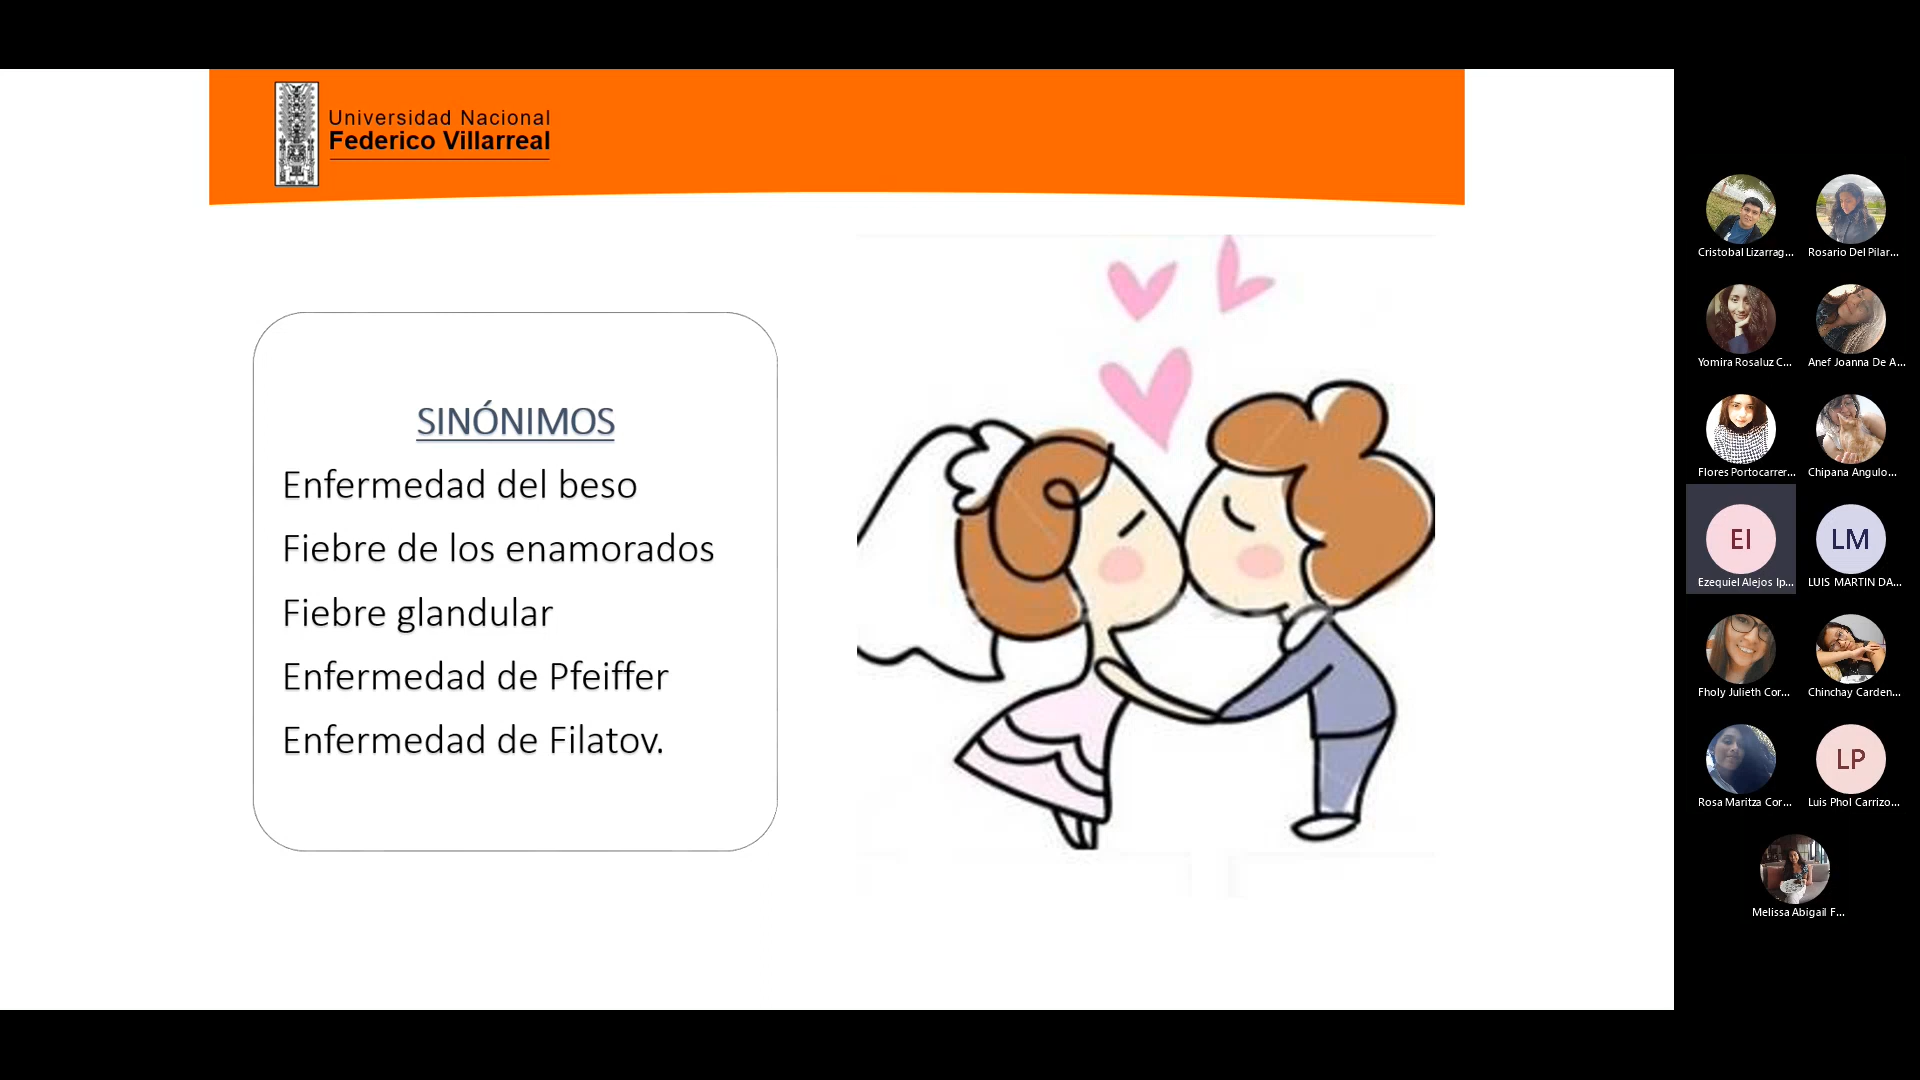 Universidad Nacional
Federico Villarreal
SINÓNIMOS
Enfermedad del beso
Fiebre de los enamorados
Fiebre glandular
Enfermedad de Pfeiffer
Enfermedad de Filatov.
Cristobal Lizarrag...
Rosario Del Pilar...
Yomira Rosaluz C...
Anef Joanna De A...
Flores Portocarrer...
Chipana Angulo...
EI
Ezequiel Alejos Ip...
LM
LUIS MARTIN DA...
Fholy Julieth Cor...
Chinchay Carden...
Rosa Maritza Cor...
LP
Luis Phol Carrizo...
Melissa Abigail F...